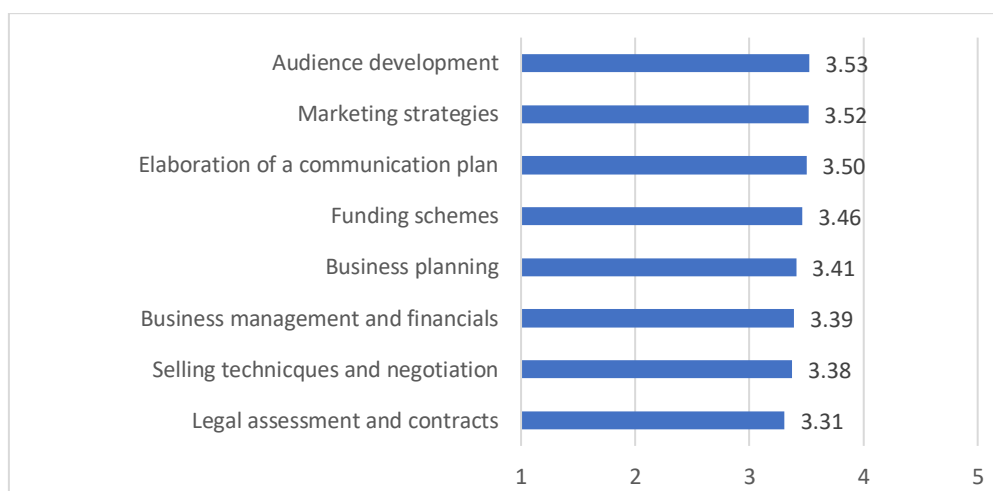 Audience development 3.53
Marketing strategies 3.52
Elaboration of a communication plan 3.50
Funding schemes 3.46
Business planning 3.41
Business management and financials 3.39
Selling technicques and negotiation 3.38
Legal assessment and contracts 3.31
1 2 3 4 5